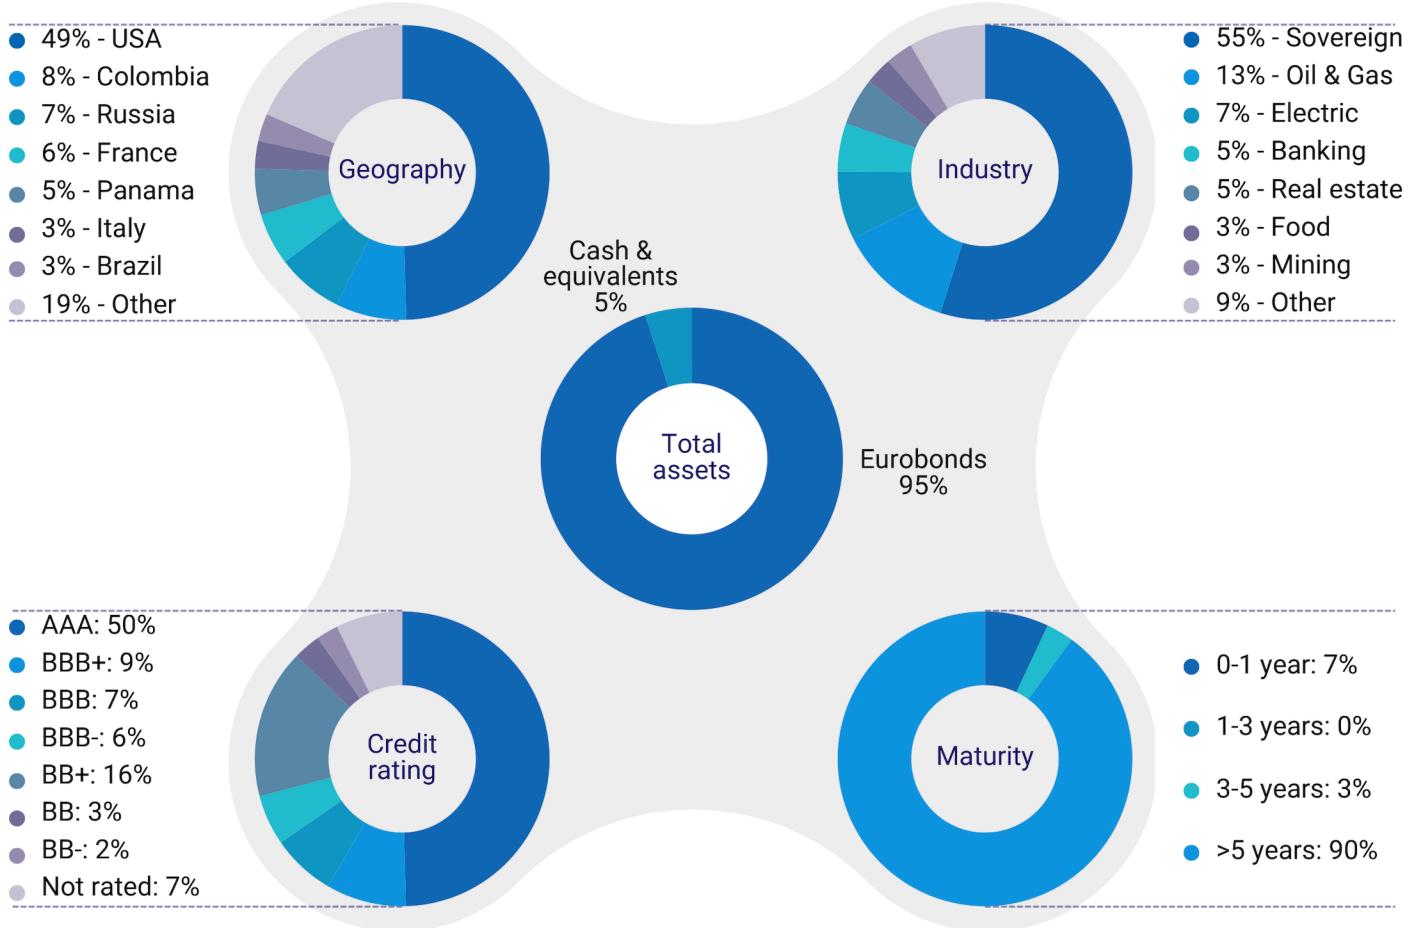 49% - USA
8% - Colombia
7% - Russia
6% - France
5% - Panama
3% - Italy
3% - Brazil
19% - Other
Geography
Industry
55% - Sovereign
13% - Oil & Gas
7% - Electric
5% - Banking
5% - Real estate
3% - Food
3% - Mining
9% - Other
Cash &
equivalents
5%
Total
assets
Eurobonds
95%
AAA: 50%
BBB+: 9%
BBB: 7%
BBB-: 6%
BB+: 16%
BB: 3%
BB-: 2%
Not rated: 7%
Credit
rating
Maturity
0-1 year: 7%
1-3 years: 0%
3-5 years: 3%
>5 years: 90%